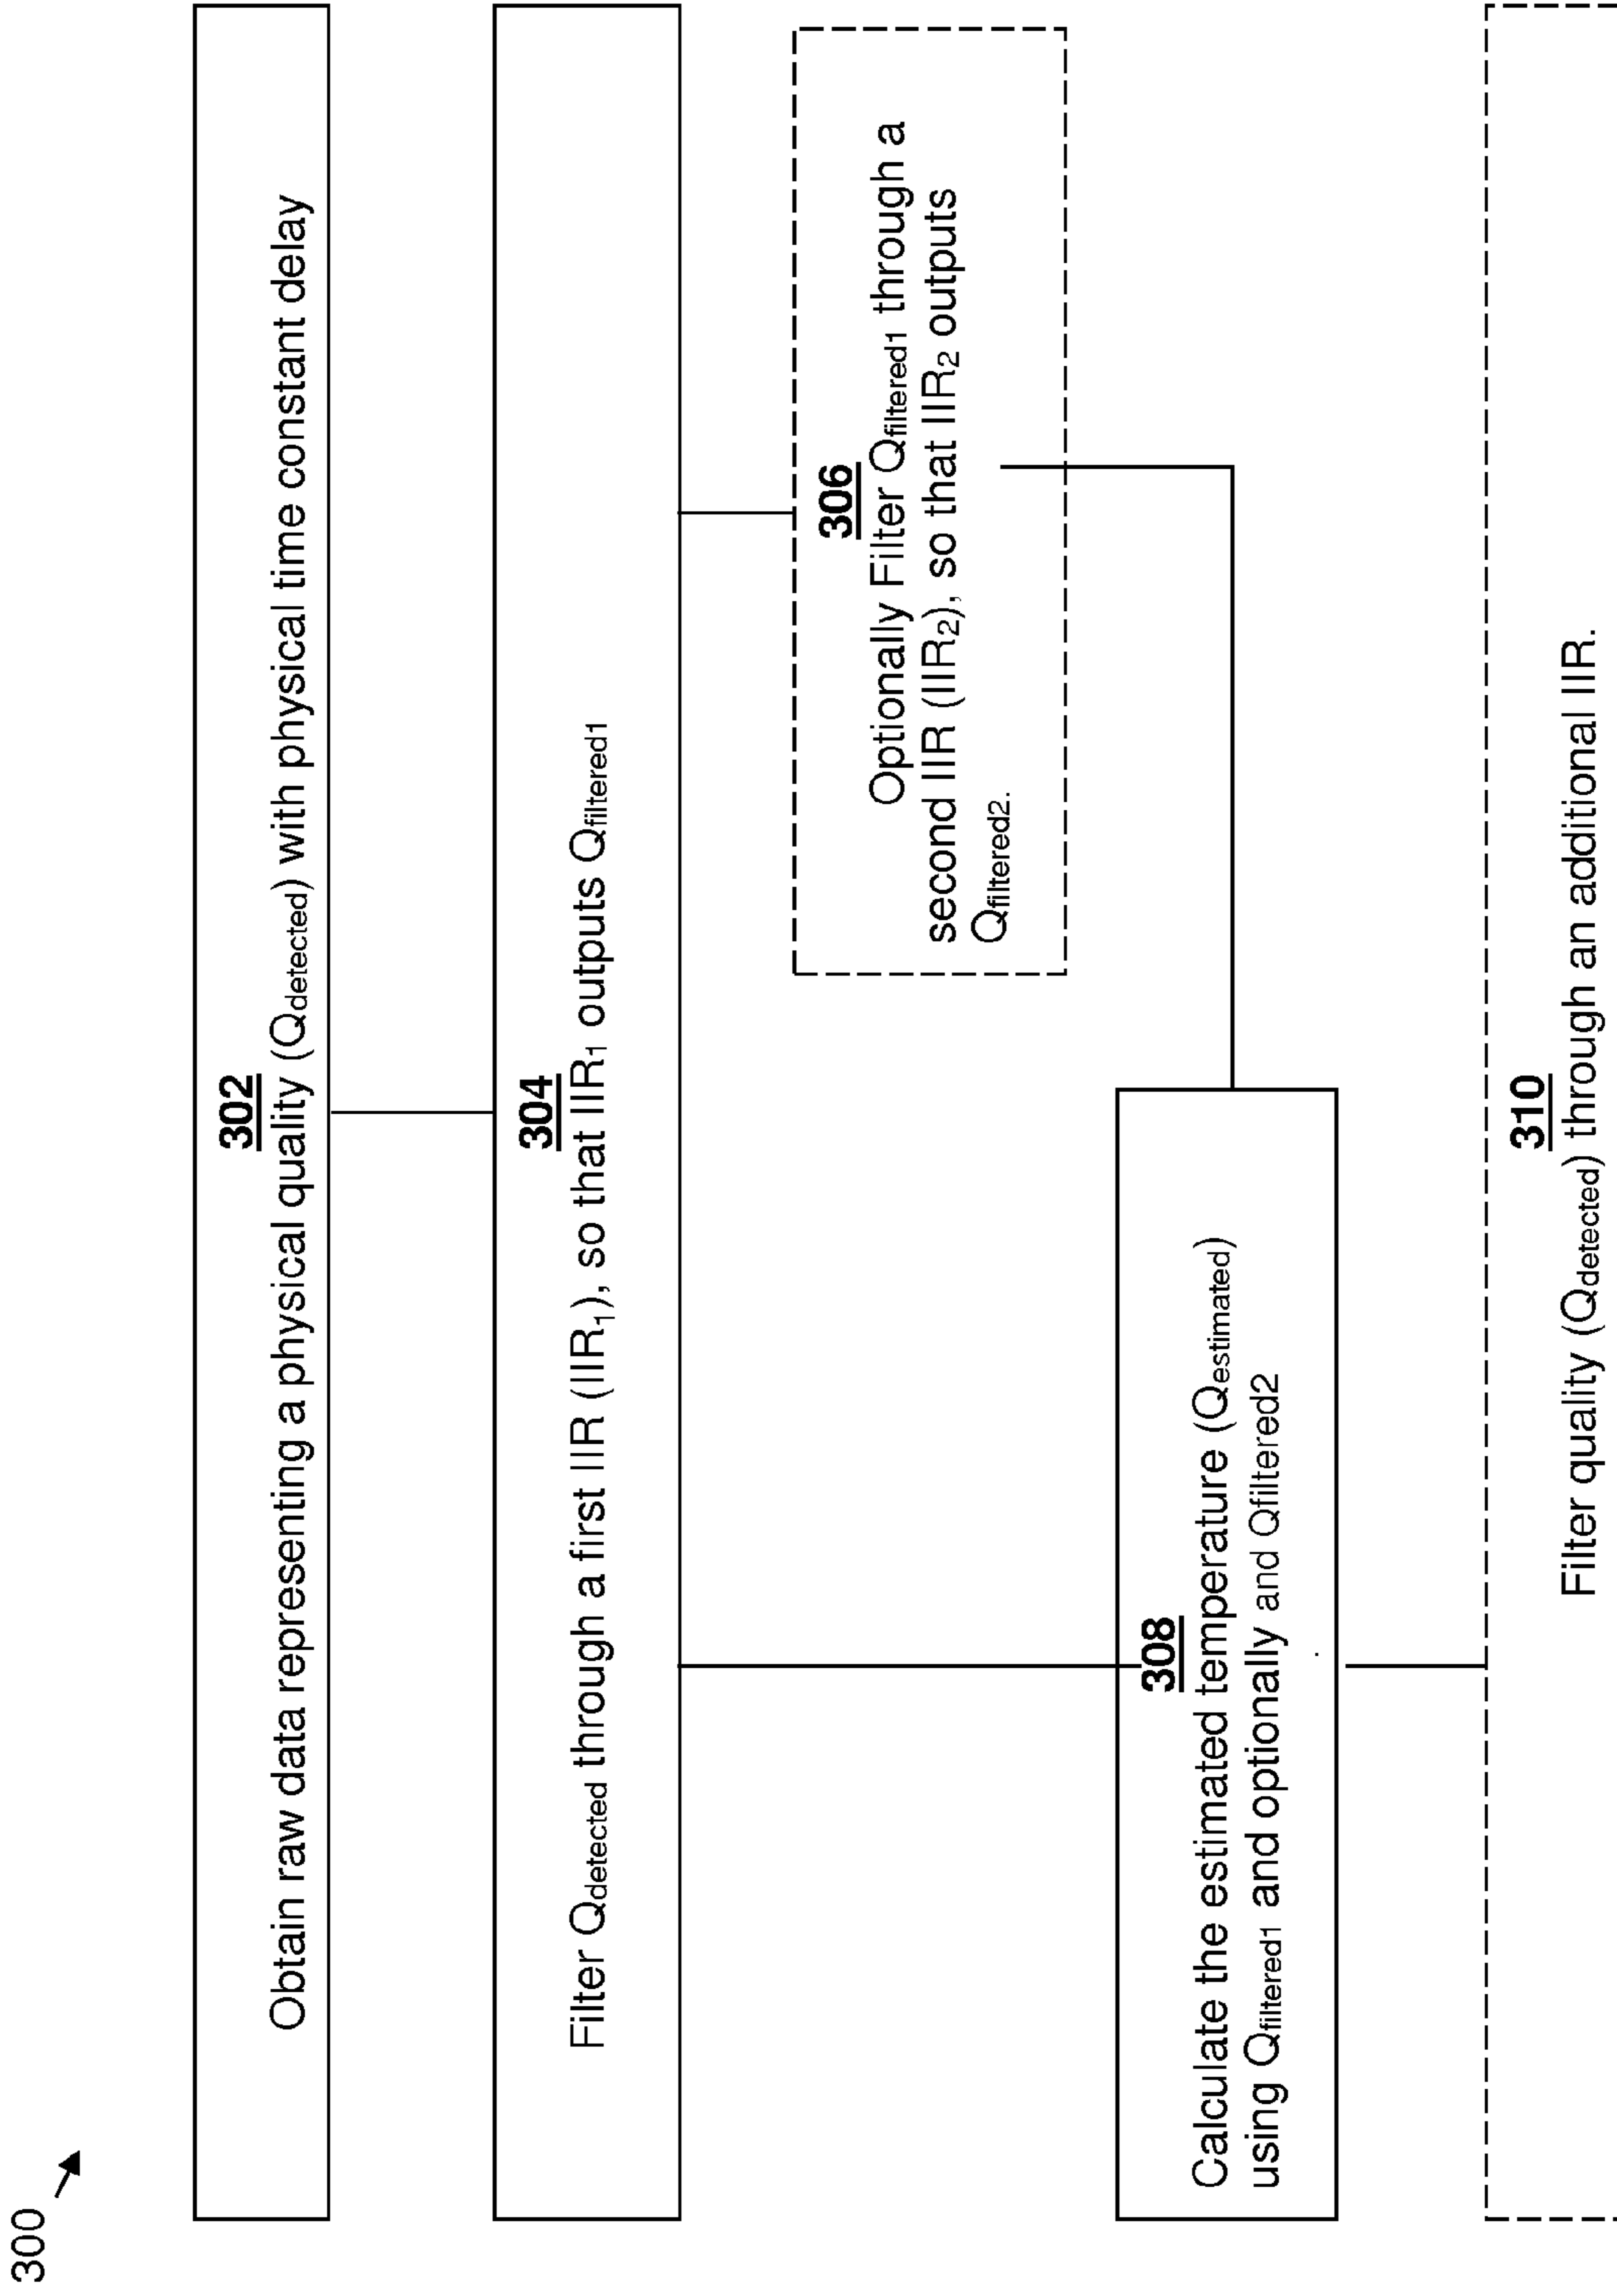 300
302
Obtain raw data representing a physical quality (Qdetected) with physical time constant delay
304
Filter Qdetected through a first IIR (IIR1), so that IIR1 outputs Qfiltered1
306
Optionally Filter Qfiltered1 through a
second IIR (IIR2), so that IIR2 outputs
Qfiltered2.
308
Calculate the estimated temperature (Qestimated)
using Qfiltered1 and optionally and Qfiltered2
.
310
Filter quality (Qdetected) through an additional IIR.